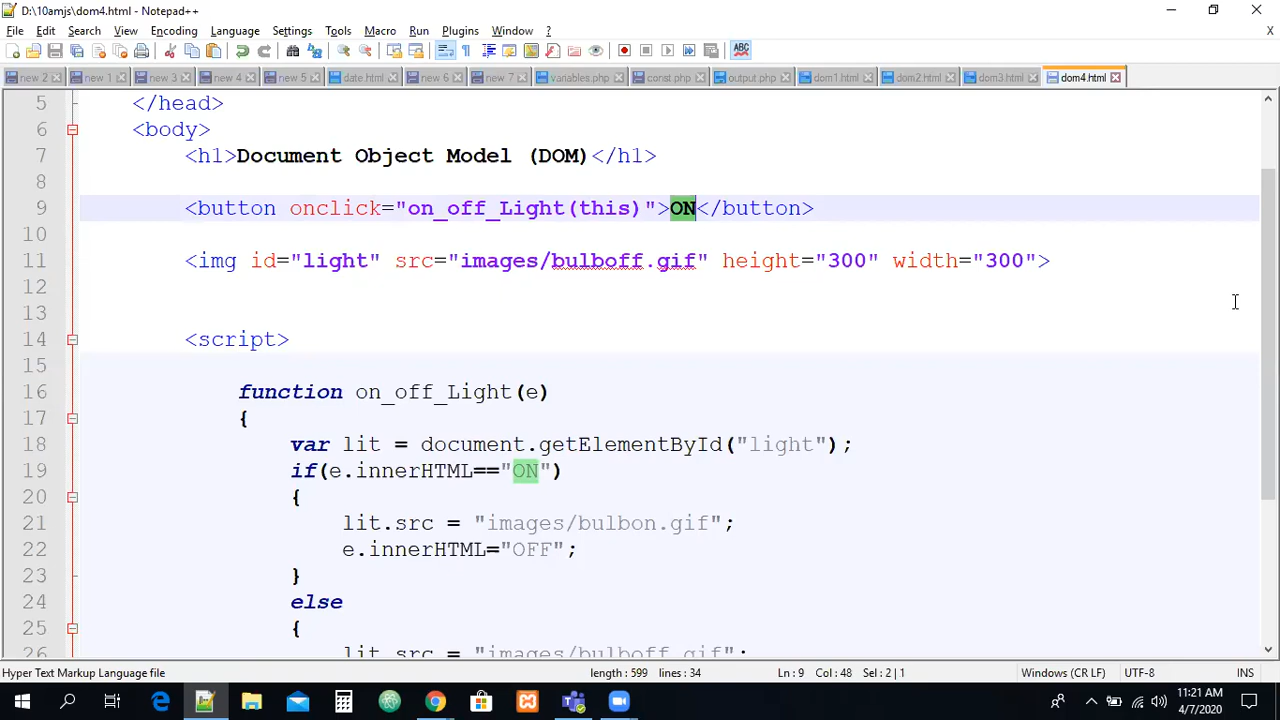 D:\10amjs\dom4.html - Notepad++
File Edit Search View Encoding Language Settings Tools Macro Run Plugins Window ? X
new 2 new 1 new 3 new 4 new 5 date.html new 6 new 7 variables.php const.php output.php dom1.html dom2.html dom3.html dom4.html
5 </head>
6 <body>
7 <h1>Document Object Model (DOM)</h1>
8
9 <button onclick="on_off_Light(this)">ON</button>
10
11 <img id="light" src="images/bulboff.gif" height="300" width="300">
12
13
14 <script>
15
16 function on_off_Light(e)
17 {
18 var lit = document.getElementById("light");
19 if(e.innerHTML=="ON")
20 {
21 lit.src = "images/bulbon.gif";
22 e.innerHTML="OFF";
23 }
24 else
25 {
26 lit.src = "images/bulboff.gif";
Hyper Text Markup Language file length : 599 lines : 34 Ln : 9 Col : 48 Sel : 2 | 1 Windows (CR LF) UTF-8 INS
11:21 AM
4/7/2020